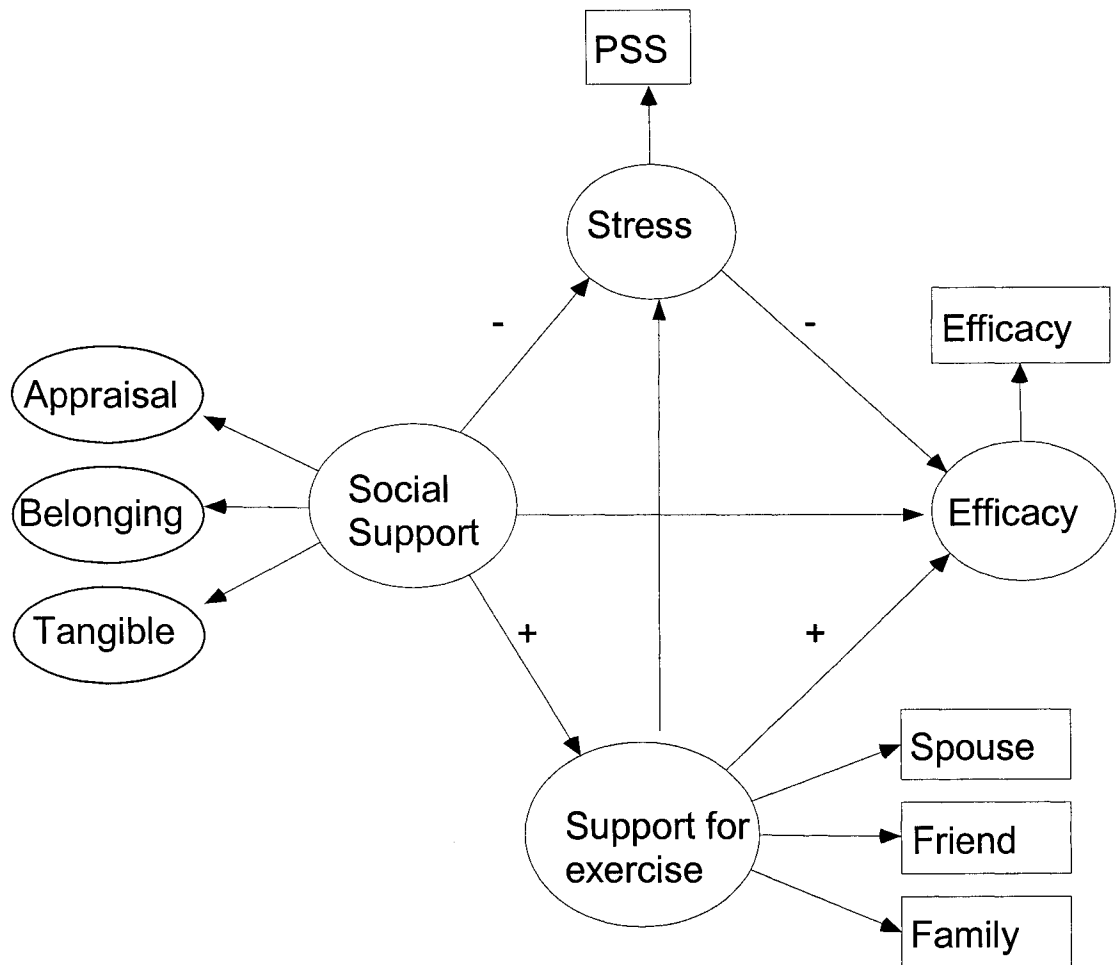 PSS
Stress
-
-
Efficacy
Appraisal
Social
Support
Belonging
Efficacy
Tangible
+
+
Spouse
Support for
exercise
Friend
Family